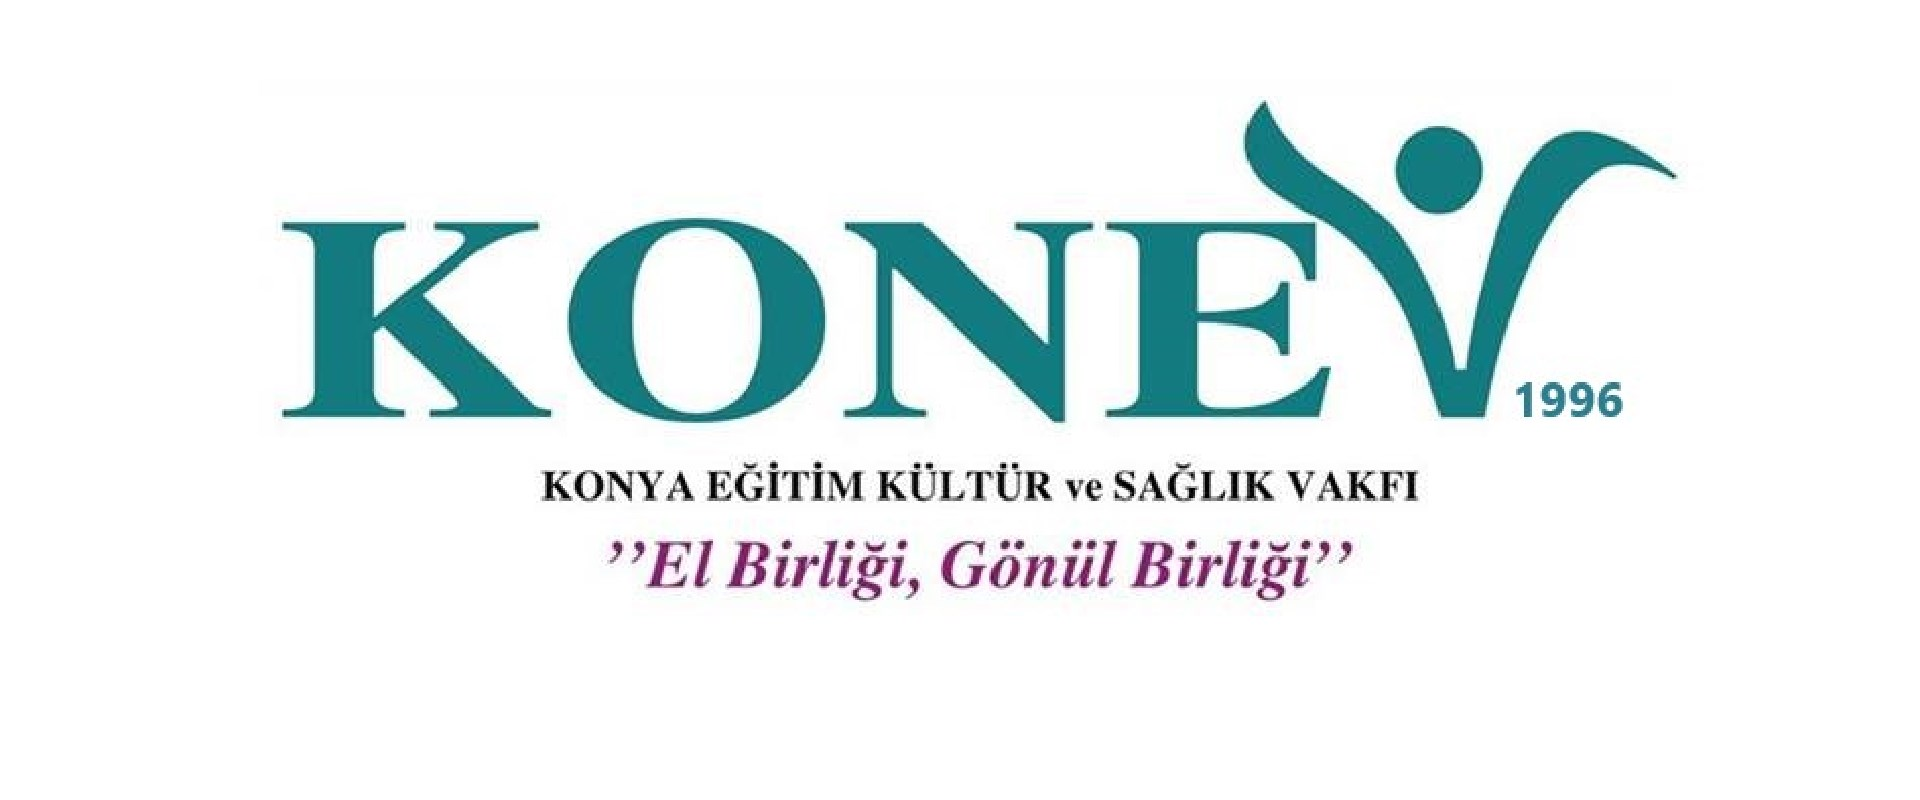 KONEV
1996
KONYA EĞİTİM KÜLTÜR ve SAĞLIK VAKFI
’’El Birliği, Gönül Birliği’’